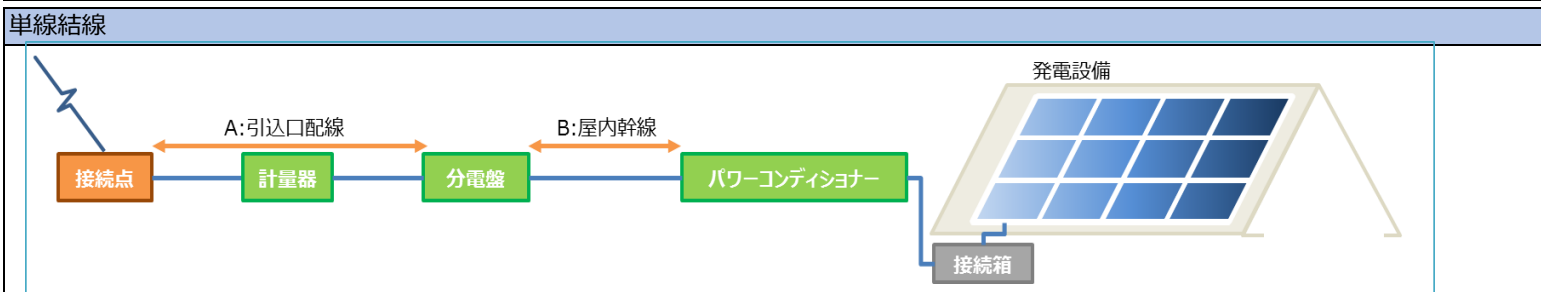 単線結線
発電設備
A:引込口配線
B:屋内幹線
接続点
計量器
分電盤
パワーコンディショナー
接続箱